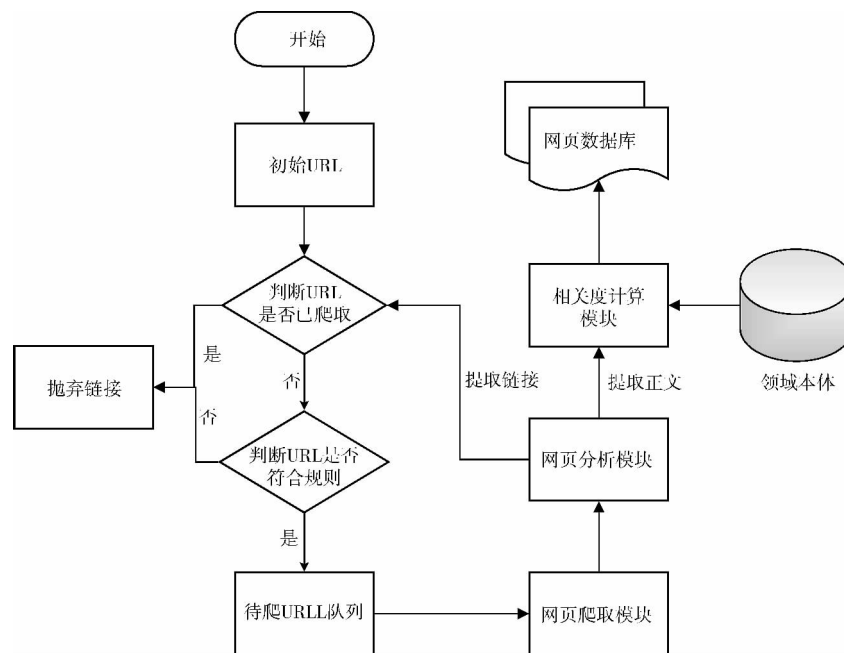 开始
初始URL
判断URL
是否已爬取
是
否
抛弃链接
否
判断URL是否
符合规则
是
待爬URLL队列
网页爬取模块
网页分析模块
提取链接
提取正文
相关度计算
模块
领域本体
网页数据库